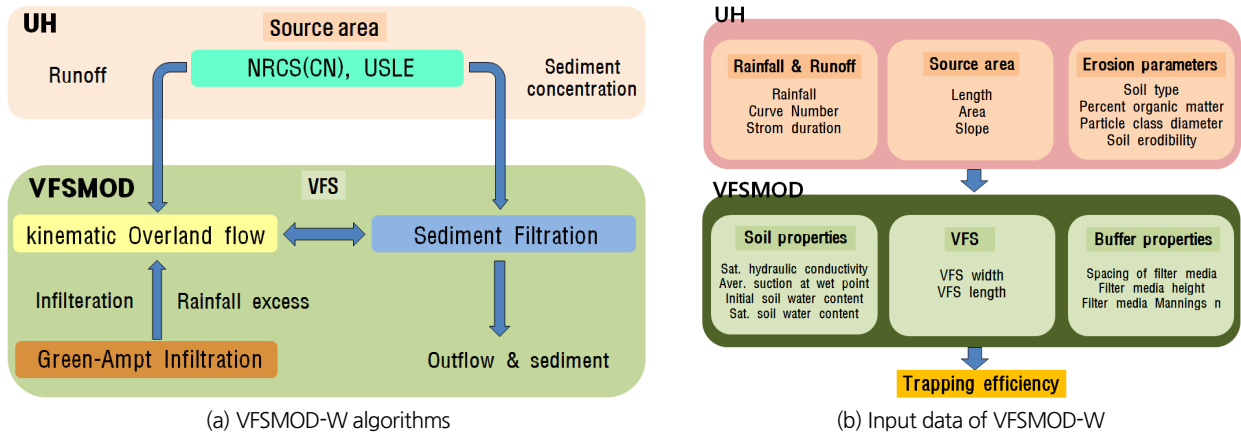 UH
Source area
NRCS(CN), USLE
Runoff
Sediment
concentration
VFSMOD
VFS
kinematic Overland flow
Sediment Filtration
Infilteration
Rainfall excess
Green-Ampt Infiltration
Outflow & sediment
(a) VFSMOD-W algorithms
UH
Rainfall & Runoff
Rainfall
Curve Number
Strom duration
Source area
Length
Area
Slope
Erosion parameters
Soil type
Percent organic matter
Particle class diameter
Soil erodibility
VFSMOD
Soil properties
Sat. hydraulic conductivity
Aver. suction at wet point
Initial soil water content
Sat. soil water content
VFS
VFS width
VFS length
Buffer properties
Spacing of filter media
Filter media height
Filter media Mannings n
Trapping efficiency
(b) Input data of VFSMOD-W